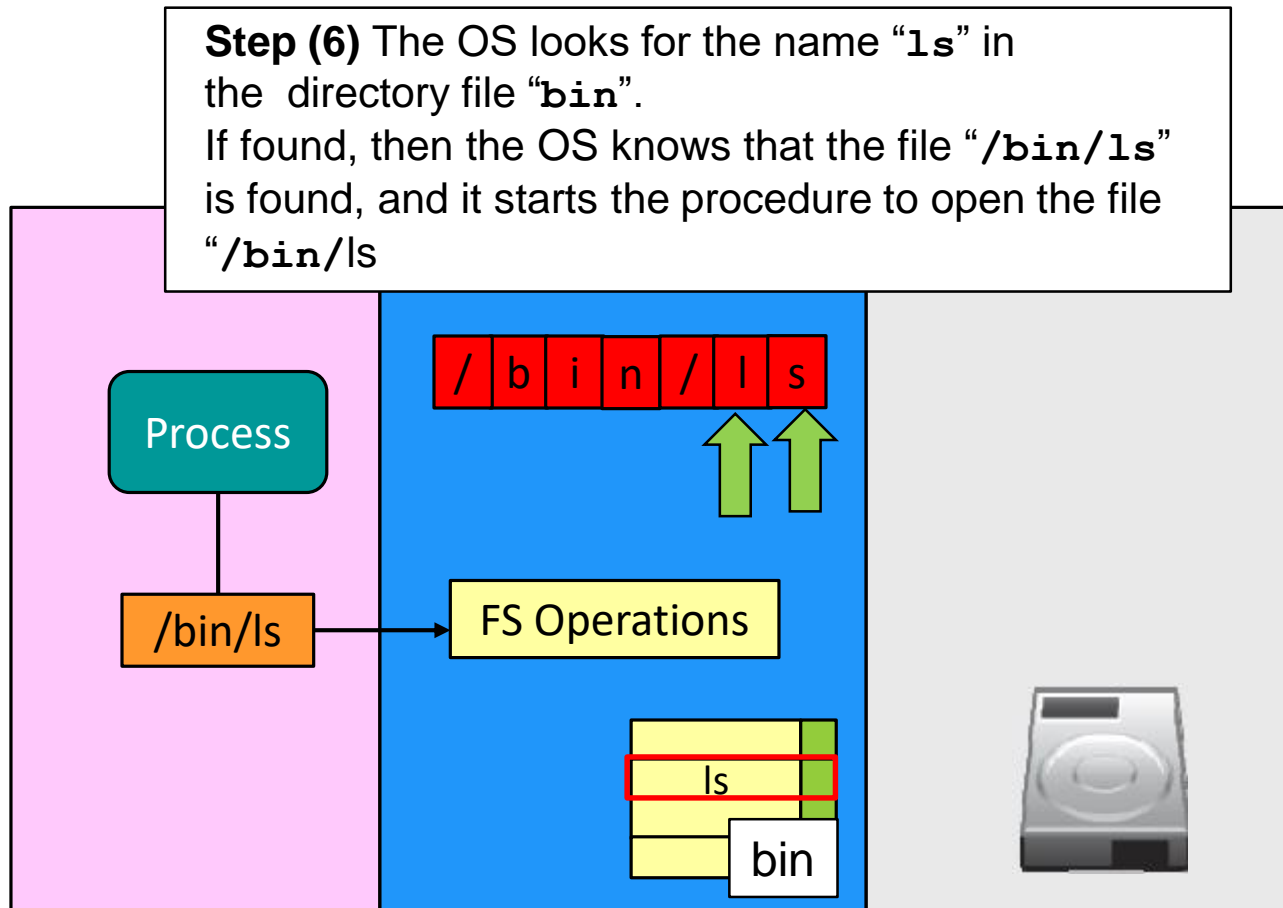 Step (6) The OS looks for the name “ls” in
the directory file “bin”.
If found, then the OS knows that the file “/bin/ls”
is found, and it starts the procedure to open the file
“/bin/ls
/ b i n / l s
Process
/bin/ls
FS Operations
ls
bin